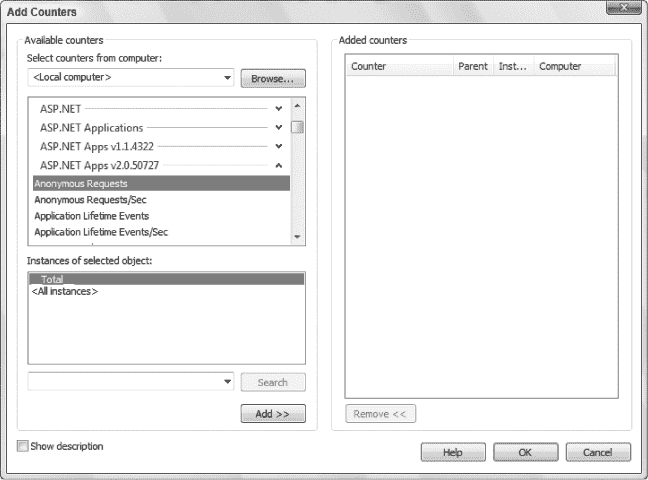 Add Counters
Available counters
Select counters from computer:
<Local computer>
Browse...
ASP.NET
ASP.NET Applications
ASP.NET Apps v1.1.4322
ASP.NET Apps v2.0.50727
Anonymous Requests
Anonymous Requests/Sec
Application Lifetime Events
Application Lifetime Events/Sec
Instances of selected object:
_Total
<All instances>
Search
Add >>
Show description
Added counters
Counter Parent Inst... Computer
Remove <<
Help OK Cancel